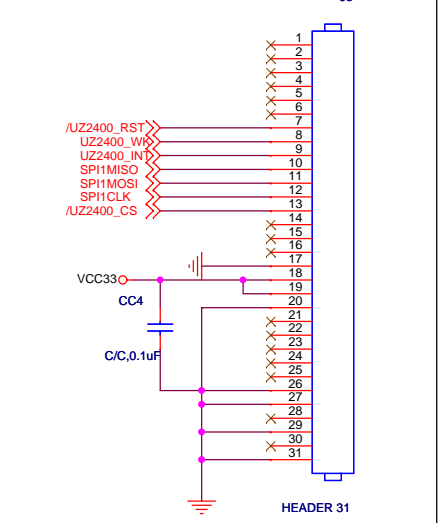 1
2
3
4
5
6
/UZ2400_RST 7
UZ2400_WK 8
UZ2400_INT 9
SPI1MISO 10
SPI1MOSI 11
SPI1CLK 12
/UZ2400_CS 13
14
15
16
17
VCC33 18
19
CC4 20
21
22
23
C/C,0.1uF 24
25
26
27
28
29
30
31
HEADER 31